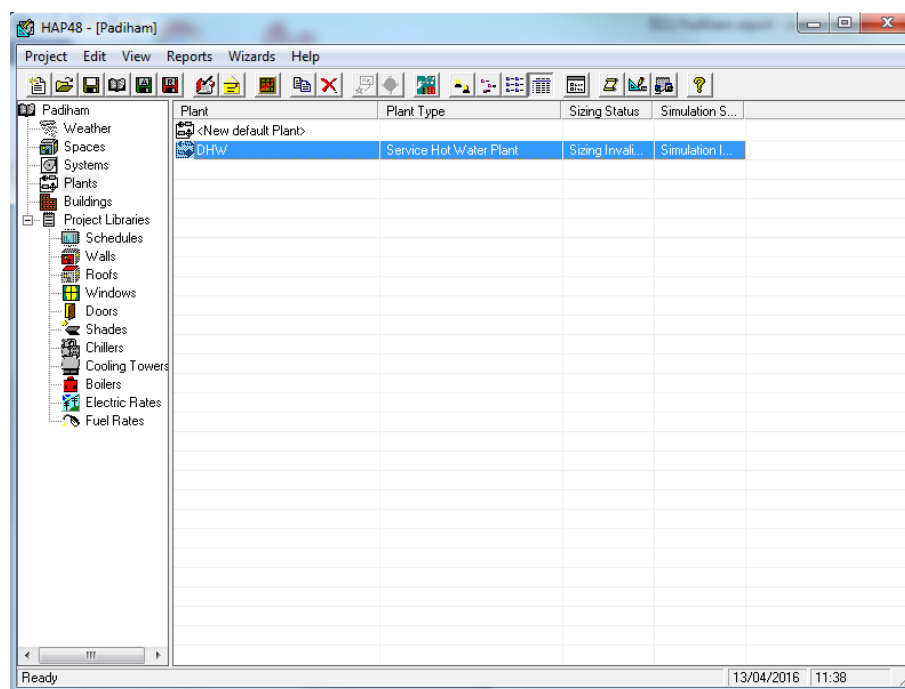 HAP48 - [Padiham]
Project Edit View Reports Wizards Help
Padiham
Weather
Spaces
Systems
Plants
Buildings
Project Libraries
Schedules
Walls
Roofs
Windows
Doors
Shades
Chillers
Cooling Towers
Boilers
Electric Rates
Fuel Rates
Plant Plant Type Sizing Status Simulation S...
<New default Plant>
DHW Service Hot Water Plant Sizing Invali... Simulation I...
Ready 13/04/2016 11:38